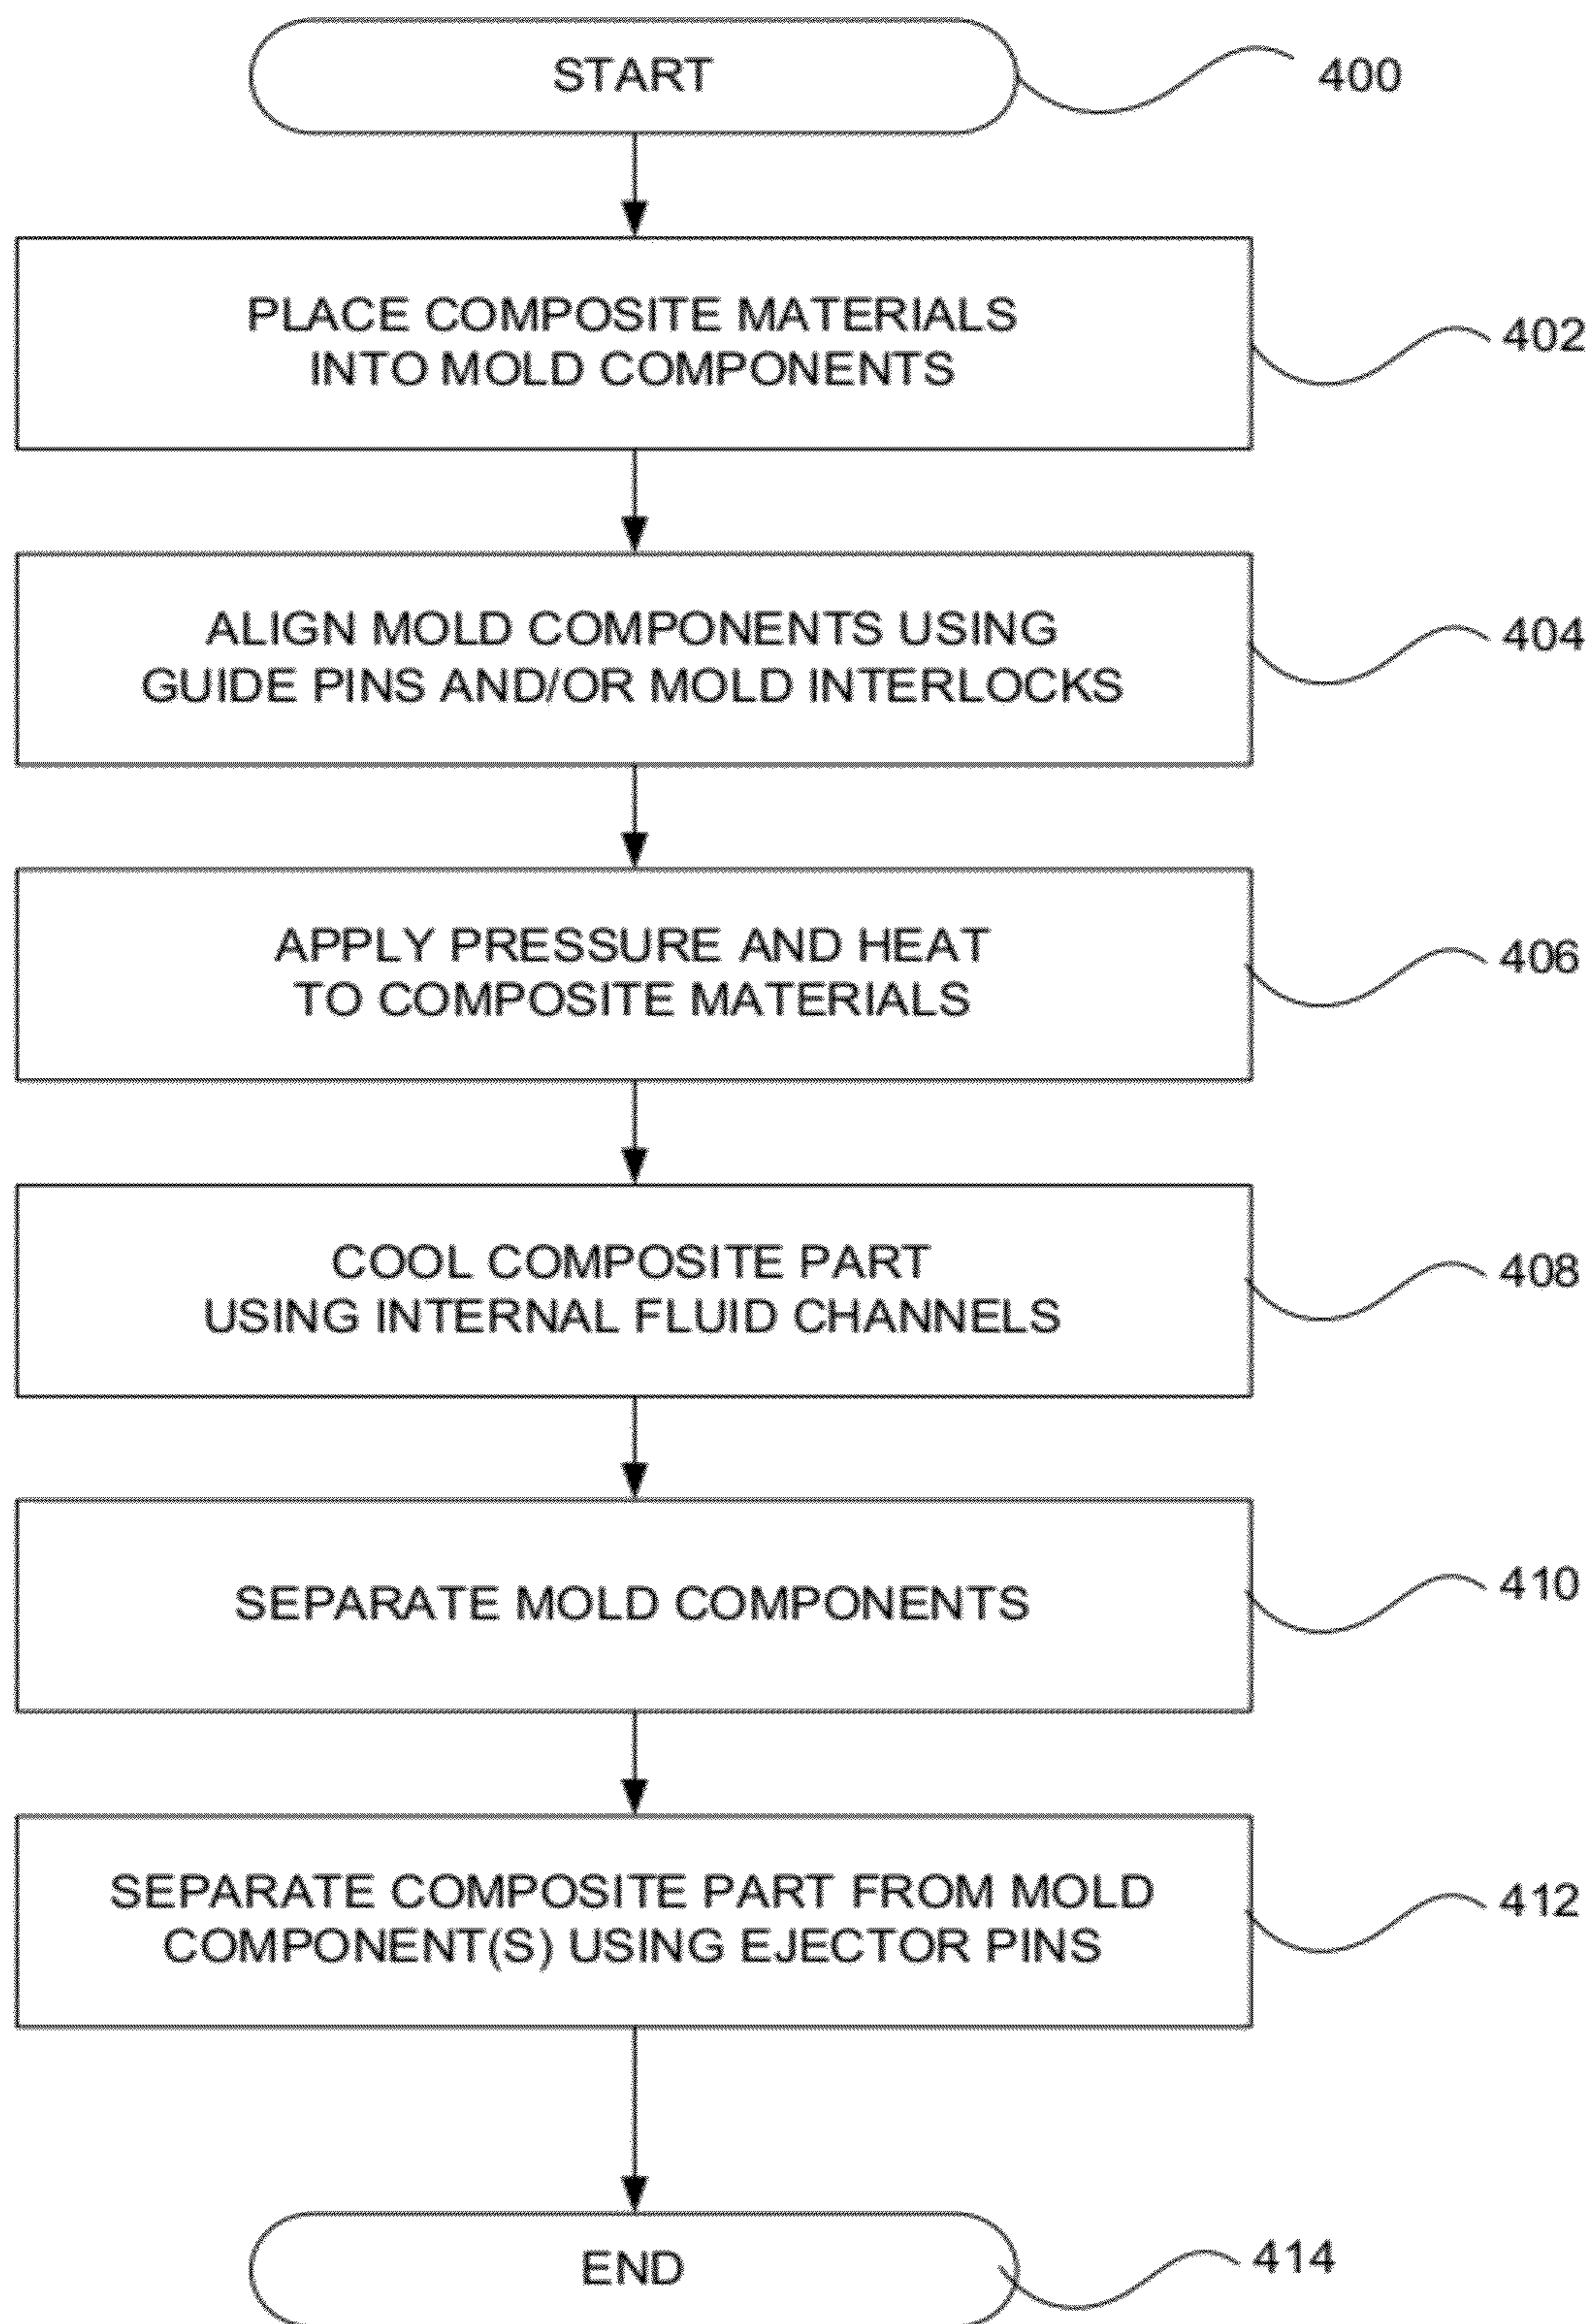 START
400
PLACE COMPOSITE MATERIALS
INTO MOLD COMPONENTS
402
ALIGN MOLD COMPONENTS USING
GUIDE PINS AND/OR MOLD INTERLOCKS
404
APPLY PRESSURE AND HEAT
TO COMPOSITE MATERIALS
406
COOL COMPOSITE PART
USING INTERNAL FLUID CHANNELS
408
SEPARATE MOLD COMPONENTS
410
SEPARATE COMPOSITE PART FROM MOLD
COMPONENT(S) USING EJECTOR PINS
412
END
414